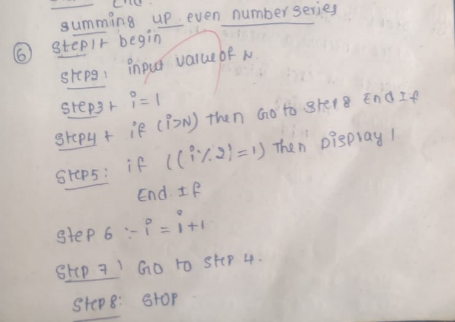 End
summing up even number series
⑥ Step1+ begin
Step2: input value of N
Step3+ i=1
Step4+ if (i>N) then Go to Step 8 End If
Step5: if ((i%2)!=1) Then Display i
End If
Step 6 :- i = i+1
Step 7: Go to Step 4.
Step 8: STOP